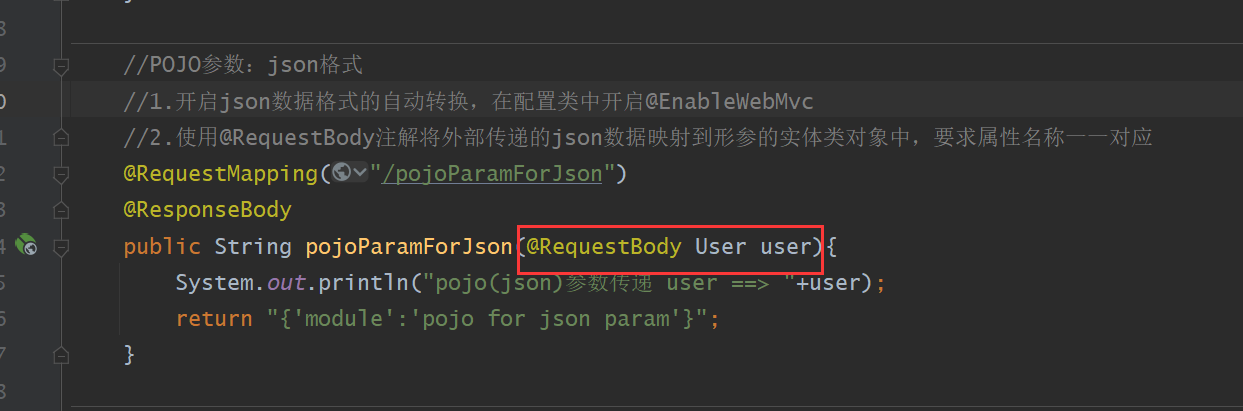 }
8
9 //POJO参数：json格式
0 //1.开启json数据格式的自动转换，在配置类中开启@EnableWebMvc
1 //2.使用@RequestBody注解将外部传递的json数据映射到形参的实体类对象中，要求属性名称一一对应
2 @RequestMapping("/pojoParamForJson")
3 @ResponseBody
4 public String pojoParamForJson(@RequestBody User user){
5 System.out.println("pojo(json)参数传递 user ==> "+user);
6 return "{'module':'pojo for json param'}";
7 }
8